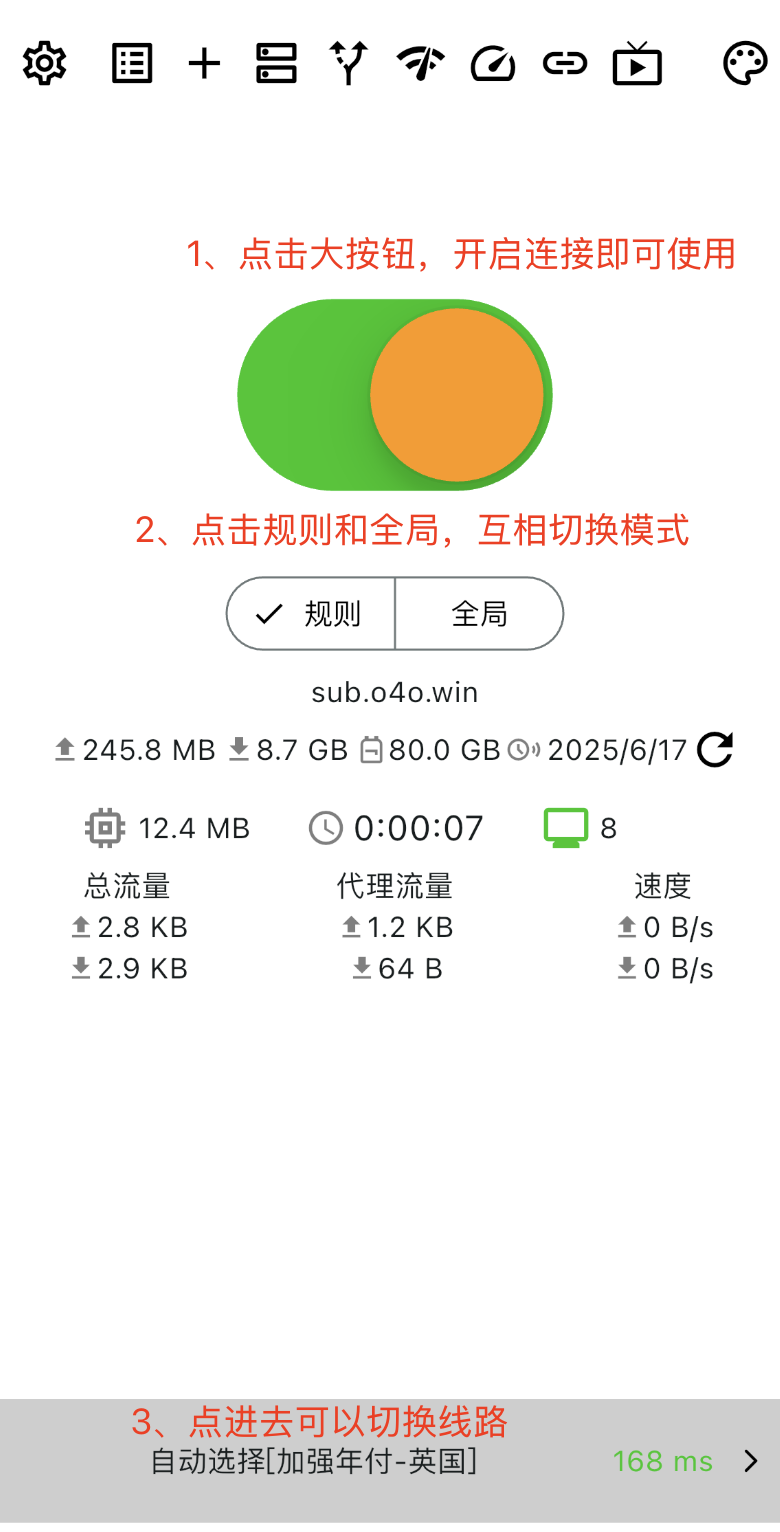 1、点击大按钮，开启连接即可使用
2、点击规则和全局，互相切换模式
规则 全局
sub.o4o.win
245.8 MB 8.7 GB 80.0 GB 2025/6/17
12.4 MB 0:00:07 8
总流量 代理流量 速度
2.8 KB 1.2 KB 0 B/s
2.9 KB 64 B 0 B/s
3、点进去可以切换线路
自动选择[加强年付-英国] 168 ms